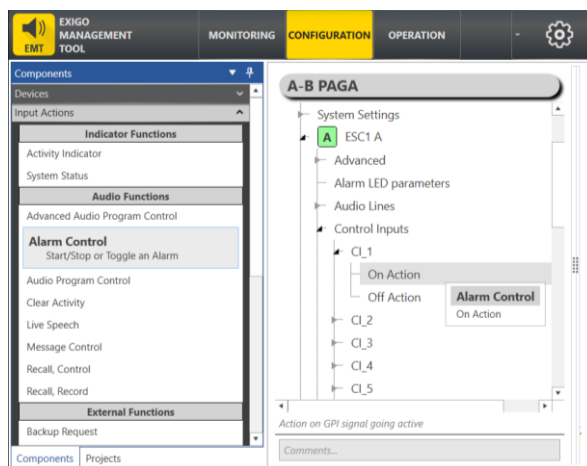 EMT
EXIGO
MANAGEMENT
TOOL
MONITORING
CONFIGURATION
OPERATION
Components
Devices
Input Actions
Indicator Functions
Activity Indicator
System Status
Audio Functions
Advanced Audio Program Control
Alarm Control
Start/Stop or Toggle an Alarm
Audio Program Control
Clear Activity
Live Speech
Message Control
Recall, Control
Recall, Record
External Functions
Backup Request
Components Projects
A-B PAGA
System Settings
A ESC1 A
Advanced
Alarm LED parameters
Audio Lines
Control Inputs
CI_1
On Action
Off Action
Alarm Control
On Action
CI_2
CI_3
CI_4
CI_5
Action on GPI signal going active
Comments...